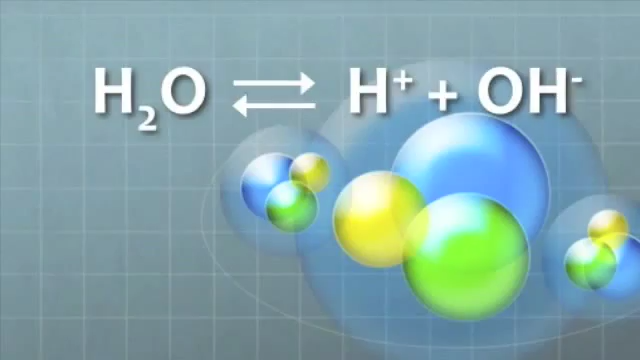 H₂O ⇌ H⁺ + OH⁻